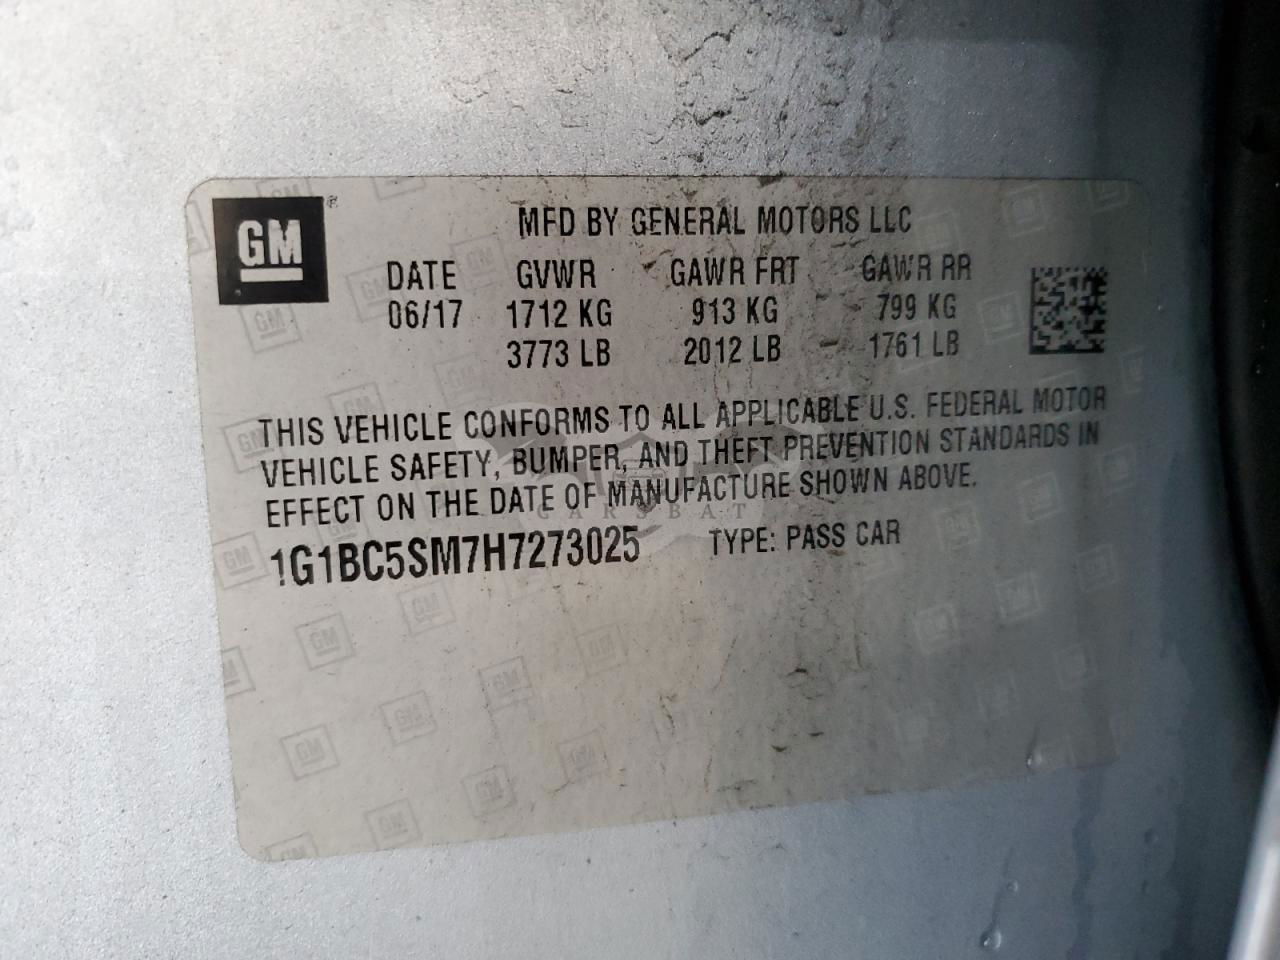 GM ®
MFD BY GENERAL MOTORS LLC
DATE GVWR GAWR FRT GAWR RR
06/17 1712 KG 913 KG 799 KG
3773 LB 2012 LB 1761 LB
THIS VEHICLE CONFORMS TO ALL APPLICABLE U.S. FEDERAL MOTOR
VEHICLE SAFETY, BUMPER, AND THEFT PREVENTION STANDARDS IN
EFFECT ON THE DATE OF MANUFACTURE SHOWN ABOVE.
CARSBAT
1G1BC5SM7H7273025 TYPE: PASS CAR